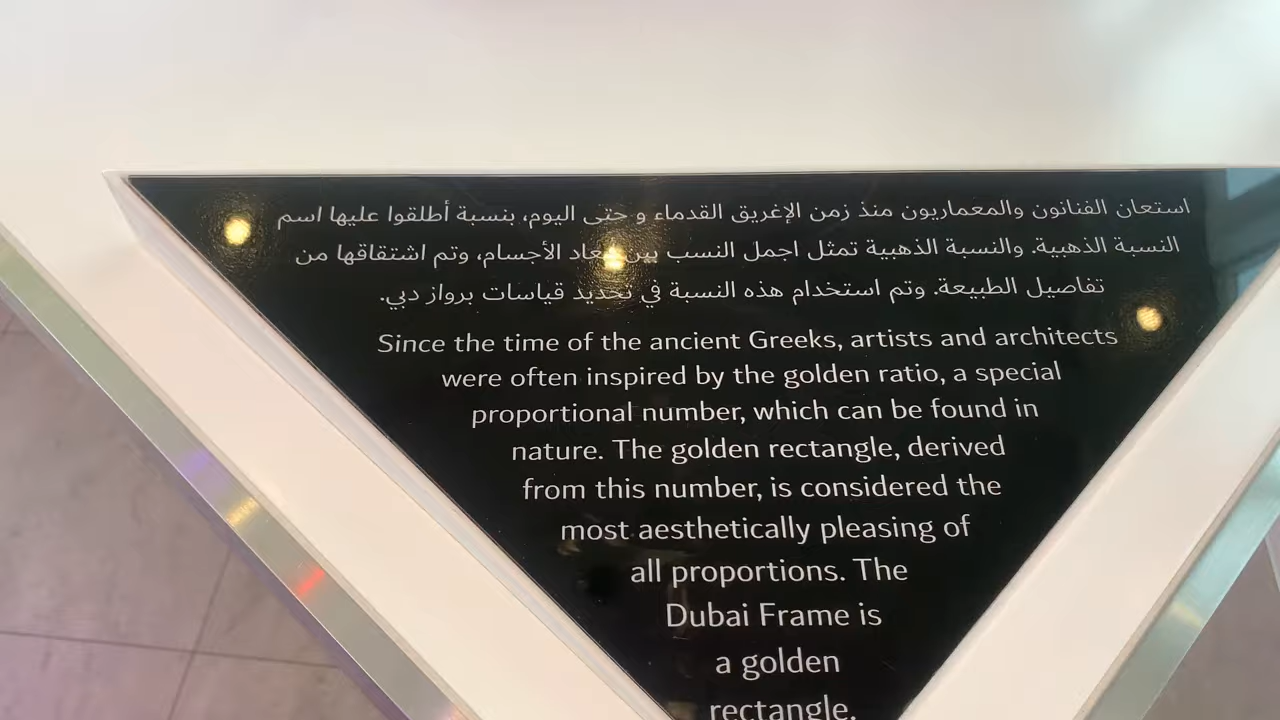 استعان الفنانون والمعماريون منذ زمن الإغريق القدماء و حتى اليوم، بنسبة أطلقوا عليها اسم
النسبة الذهبية. والنسبة الذهبية تمثل اجمل النسب بين أبعاد الأجسام، وتم اشتقاقها من
تفاصيل الطبيعة. وتم استخدام هذه النسبة في تحديد قياسات برواز دبي.
Since the time of the ancient Greeks, artists and architects
were often inspired by the golden ratio, a special
proportional number, which can be found in
nature. The golden rectangle, derived
from this number, is considered the
most aesthetically pleasing of
all proportions. The
Dubai Frame is
a golden
rectangle.